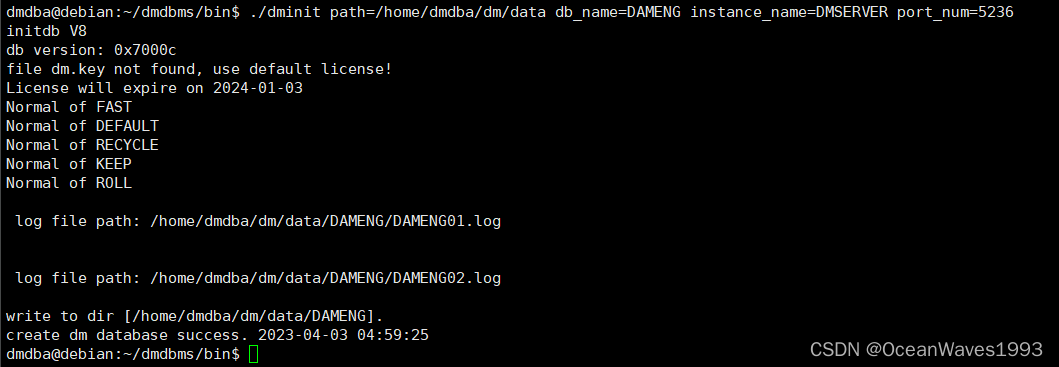 dmdba@debian:~/dmdbms/bin$ ./dminit path=/home/dmdba/dm/data db_name=DAMENG instance_name=DMSERVER port_num=5236
initdb V8
db version: 0x7000c
file dm.key not found, use default license!
License will expire on 2024-01-03
Normal of FAST
Normal of DEFAULT
Normal of RECYCLE
Normal of KEEP
Normal of ROLL
log file path: /home/dmdba/dm/data/DAMENG/DAMENG01.log
log file path: /home/dmdba/dm/data/DAMENG/DAMENG02.log
write to dir [/home/dmdba/dm/data/DAMENG].
create dm database success. 2023-04-03 04:59:25
dmdba@debian:~/dmdbms/bin$
CSDN @OceanWaves1993